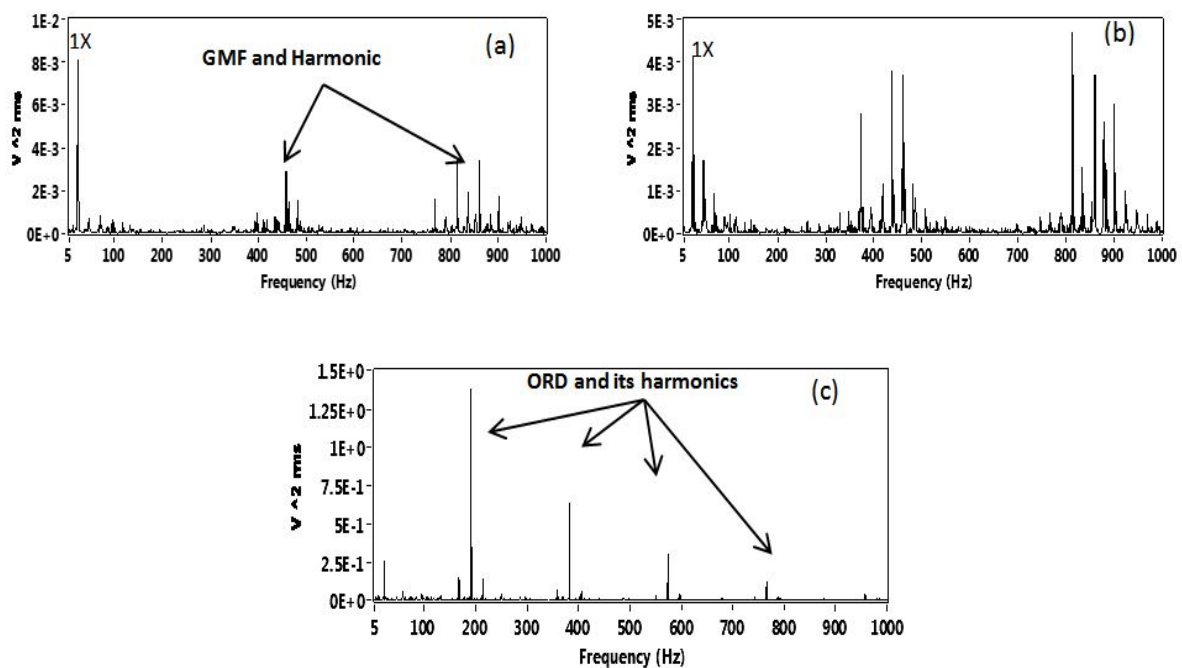 1E-2
8E-3
6E-3
4E-3
2E-3
0E+0
V ^2 rms
1X
GMF and Harmonic
(a)
5 100 200 300 400 500 600 700 800 900 1000
Frequency (Hz)
5E-3
4E-3
3E-3
2E-3
1E-3
0E+0
V ^2 rms
1X
(b)
5 100 200 300 400 500 600 700 800 900 1000
Frequency (Hz)
1.5E+0
1.25E+0
1E+0
7.5E-1
5E-1
2.5E-1
0E+0
V ^2 rms
ORD and its harmonics
(c)
5 100 200 300 400 500 600 700 800 900 1000
Frequency (Hz)